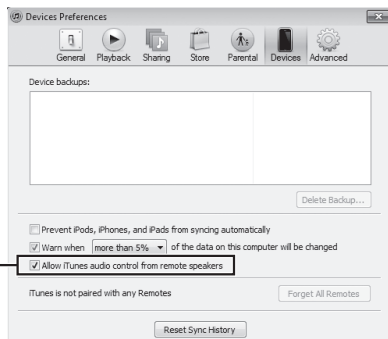 Devices Preferences
General Playback Sharing Store Parental Devices Advanced
Device backups:
Delete Backup...
Prevent iPods, iPhones, and iPads from syncing automatically
Warn when more than 5% of the data on this computer will be changed
Allow iTunes audio control from remote speakers
iTunes is not paired with any Remotes Forget All Remotes
Reset Sync History